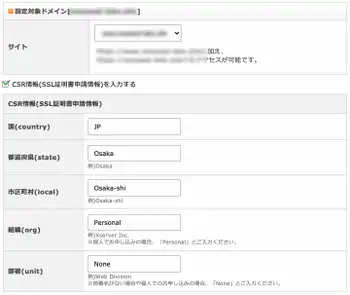 設定対象ドメイン[
サイト
に加え、
アクセスが可能です。
CSR情報(SSL証明書申請情報)を入力する
CSR情報(SSL証明書申請情報)
国(country)
JP
都道府県(state)
Osaka
例)Osaka
市区町村(local)
Osaka-shi
例)Osaka-shi
組織(org)
Personal
例)Xserver Inc.
※個人でお申し込みの場合、「Personal」とご入力ください。
部署(unit)
None
例)Web Division
※部署名がない場合や個人でのお申し込みの場合、「None」とご入力ください。